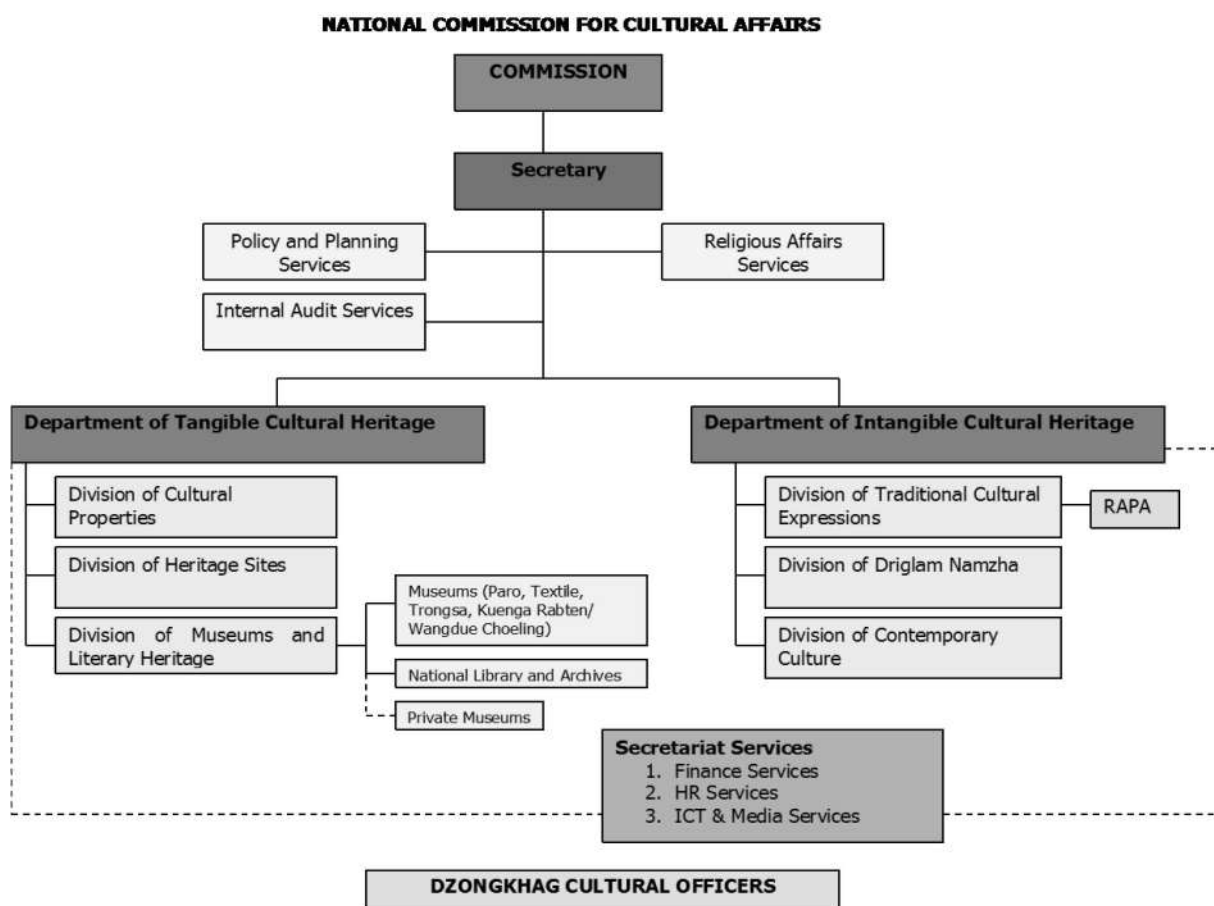 NATIONAL COMMISSION FOR CULTURAL AFFAIRS
COMMISSION
Secretary
Policy and Planning
Services
Religious Affairs
Services
Internal Audit Services
Department of Tangible Cultural Heritage
Division of Cultural
Properties
Division of Heritage Sites
Division of Museums and
Literary Heritage
Museums (Paro, Textile,
Trongsa, Kuenga Rabten/
Wangdue Choeling)
National Library and Archives
Private Museums
Department of Intangible Cultural Heritage
Division of Traditional Cultural
Expressions
RAPA
Division of Driglam Namzha
Division of Contemporary
Culture
Secretariat Services
1. Finance Services
2. HR Services
3. ICT & Media Services
DZONGKHAG CULTURAL OFFICERS